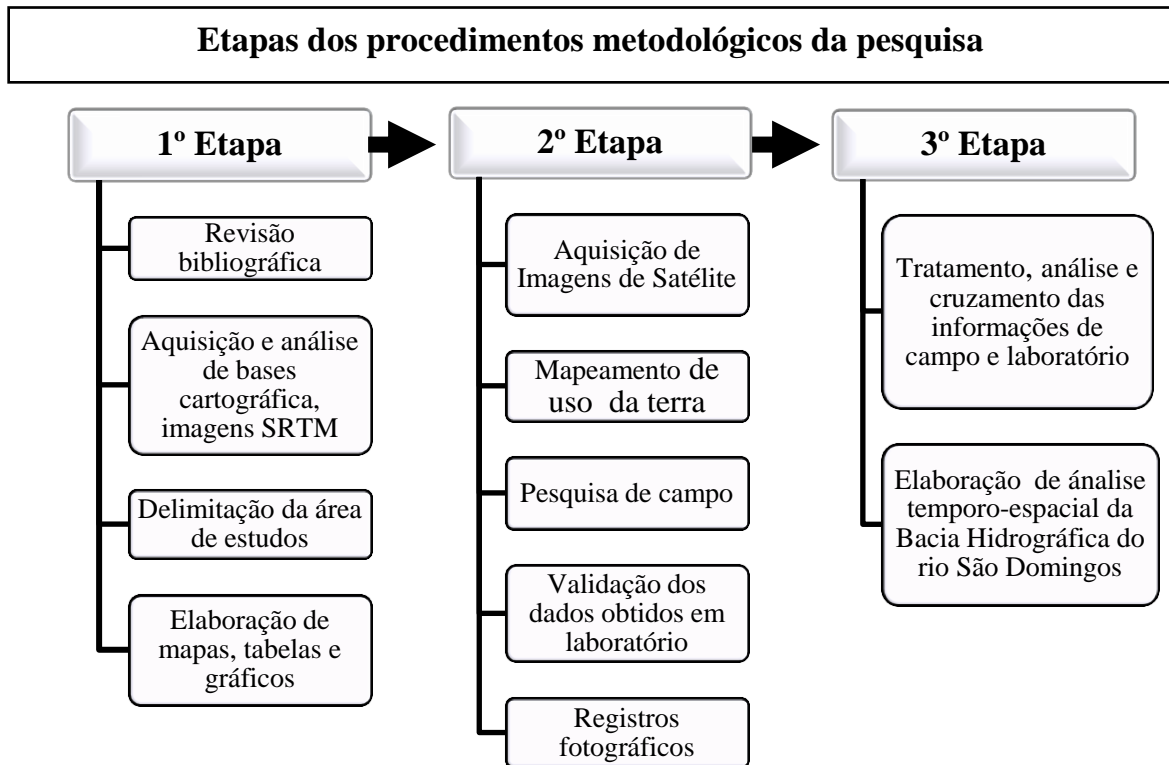 Etapas dos procedimentos metodológicos da pesquisa
1º Etapa
Revisão
bibliográfica
Aquisição e análise
de bases
cartográfica,
imagens SRTM
Delimitação da área
de estudos
Elaboração de
mapas, tabelas e
gráficos
2º Etapa
Aquisição de
Imagens de Satélite
Mapeamento de
uso da terra
Pesquisa de campo
Validação dos
dados obtidos em
laboratório
Registros
fotográficos
3º Etapa
Tratamento, análise e
cruzamento das
informações de
campo e laboratório
Elaboração de ánalise
temporo-espacial da
Bacia Hidrográfica do
rio São Domingos